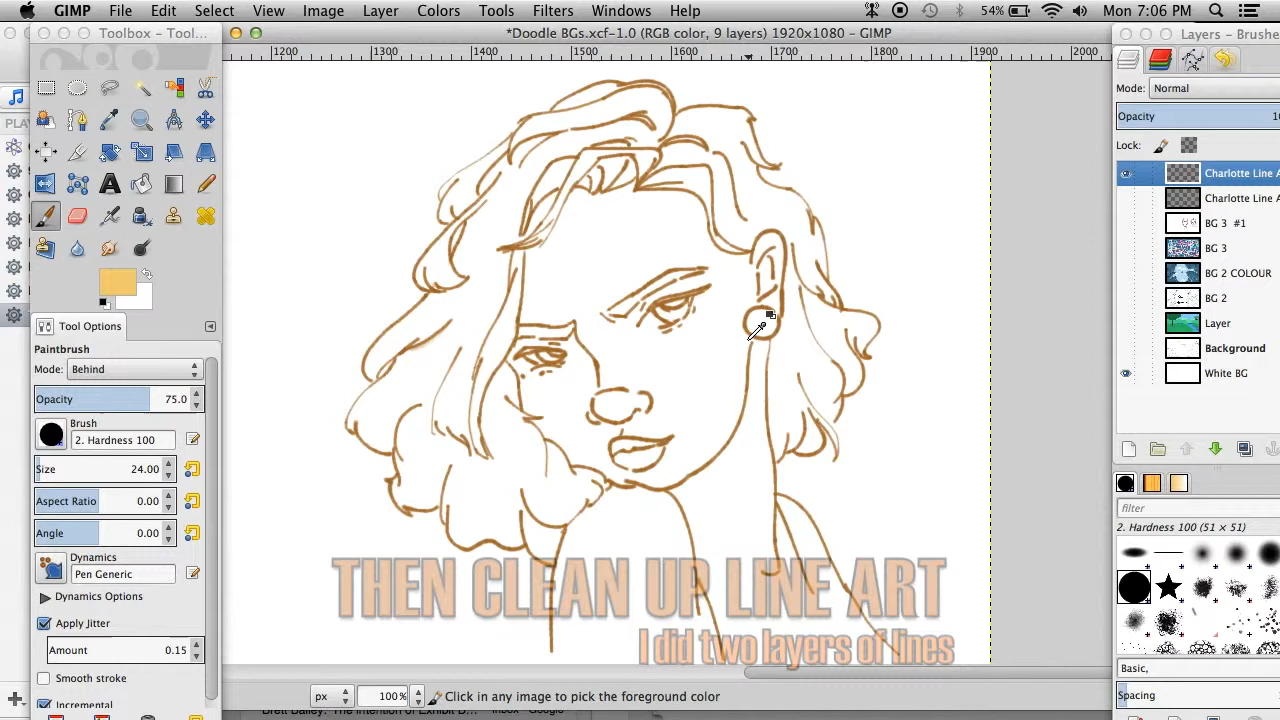 GIMP File Edit Select View Image Layer Colors Tools Filters Windows Help 54% Mon 7:06 PM
Toolbox – Tool...
*Doodle BGs.xcf-1.0 (RGB color, 9 layers) 1920x1080 – GIMP
Layers – Brushe
1200 1300 1400 1500 1600 1700 1800 1900 2000
Mode: Normal
Opacity 10
Lock:
Charlotte Line A
Charlotte Line A
BG 3 #1
BG 3
BG 2 COLOUR
BG 2
Layer
Background
White BG
PLAY
Tool Options
Paintbrush
Mode: Behind
Opacity 75.0
Brush
2. Hardness 100
Size 24.00
Aspect Ratio 0.00
Angle 0.00
Dynamics
Pen Generic
Dynamics Options
Apply Jitter
Amount 0.15
Smooth stroke
Incremental
filter
2. Hardness 100 (51 × 51)
Basic,
Spacing
THEN CLEAN UP LINE ART
I did two layers of lines
px 100% Click in any image to pick the foreground color